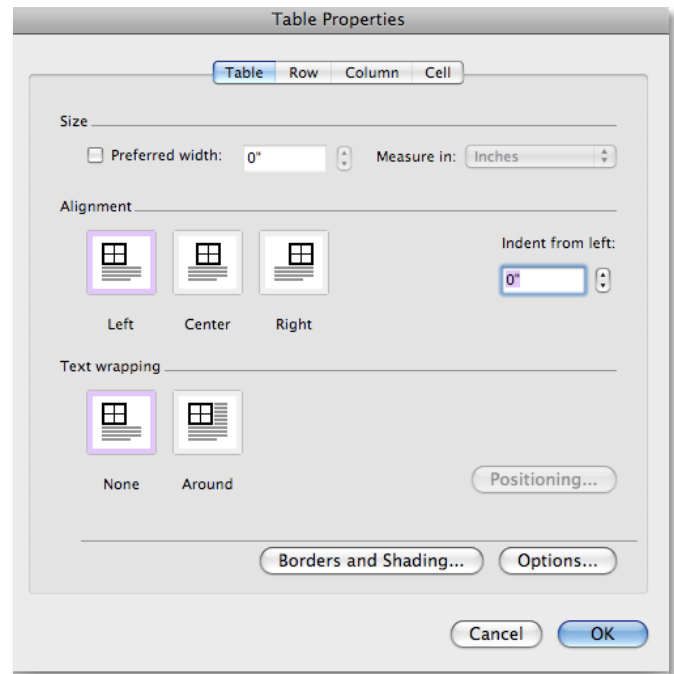 Table Properties
Table Row Column Cell
Size
Preferred width: 0" Measure in: Inches
Alignment
Indent from left:
0"
Left Center Right
Text wrapping
None Around
Positioning...
Borders and Shading... Options...
Cancel OK